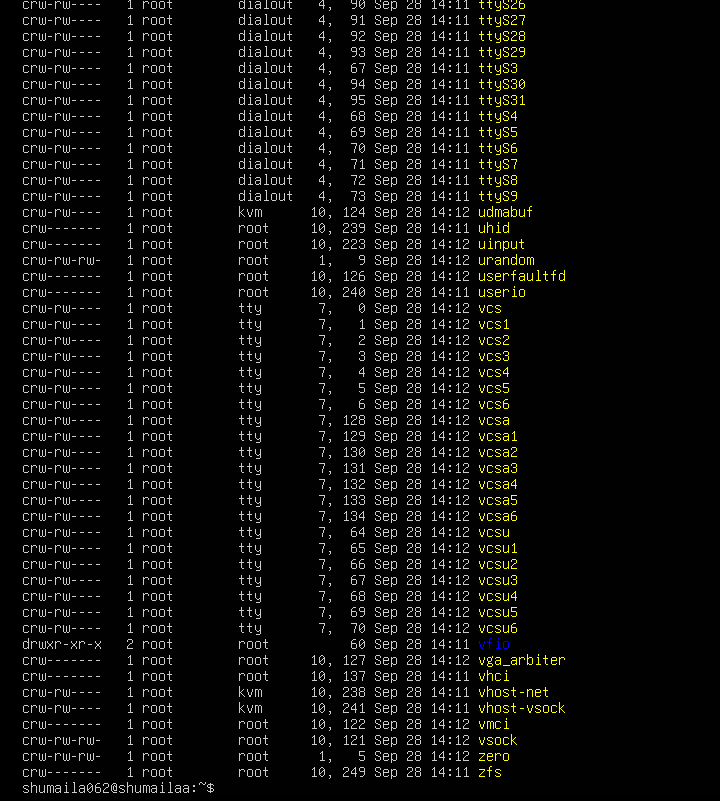 crw-rw---- 1 root dialout 4, 90 Sep 28 14:11 ttyS26
crw-rw---- 1 root dialout 4, 91 Sep 28 14:11 ttyS27
crw-rw---- 1 root dialout 4, 92 Sep 28 14:11 ttyS28
crw-rw---- 1 root dialout 4, 93 Sep 28 14:11 ttyS29
crw-rw---- 1 root dialout 4, 67 Sep 28 14:11 ttyS3
crw-rw---- 1 root dialout 4, 94 Sep 28 14:11 ttyS30
crw-rw---- 1 root dialout 4, 95 Sep 28 14:11 ttyS31
crw-rw---- 1 root dialout 4, 68 Sep 28 14:11 ttyS4
crw-rw---- 1 root dialout 4, 69 Sep 28 14:11 ttyS5
crw-rw---- 1 root dialout 4, 70 Sep 28 14:11 ttyS6
crw-rw---- 1 root dialout 4, 71 Sep 28 14:11 ttyS7
crw-rw---- 1 root dialout 4, 72 Sep 28 14:11 ttyS8
crw-rw---- 1 root dialout 4, 73 Sep 28 14:11 ttyS9
crw-rw---- 1 root kvm 10, 124 Sep 28 14:12 udmabuf
crw------- 1 root root 10, 239 Sep 28 14:11 uhid
crw------- 1 root root 10, 223 Sep 28 14:12 uinput
crw-rw-rw- 1 root root 1, 9 Sep 28 14:12 urandom
crw------- 1 root root 10, 126 Sep 28 14:12 userfaultfd
crw------- 1 root root 10, 240 Sep 28 14:11 userio
crw-rw---- 1 root tty 7, 0 Sep 28 14:12 vcs
crw-rw---- 1 root tty 7, 1 Sep 28 14:12 vcs1
crw-rw---- 1 root tty 7, 2 Sep 28 14:12 vcs2
crw-rw---- 1 root tty 7, 3 Sep 28 14:12 vcs3
crw-rw---- 1 root tty 7, 4 Sep 28 14:12 vcs4
crw-rw---- 1 root tty 7, 5 Sep 28 14:12 vcs5
crw-rw---- 1 root tty 7, 6 Sep 28 14:12 vcs6
crw-rw---- 1 root tty 7, 128 Sep 28 14:12 vcsa
crw-rw---- 1 root tty 7, 129 Sep 28 14:12 vcsa1
crw-rw---- 1 root tty 7, 130 Sep 28 14:12 vcsa2
crw-rw---- 1 root tty 7, 131 Sep 28 14:12 vcsa3
crw-rw---- 1 root tty 7, 132 Sep 28 14:12 vcsa4
crw-rw---- 1 root tty 7, 133 Sep 28 14:12 vcsa5
crw-rw---- 1 root tty 7, 134 Sep 28 14:12 vcsa6
crw-rw---- 1 root tty 7, 64 Sep 28 14:12 vcsu
crw-rw---- 1 root tty 7, 65 Sep 28 14:12 vcsu1
crw-rw---- 1 root tty 7, 66 Sep 28 14:12 vcsu2
crw-rw---- 1 root tty 7, 67 Sep 28 14:12 vcsu3
crw-rw---- 1 root tty 7, 68 Sep 28 14:12 vcsu4
crw-rw---- 1 root tty 7, 69 Sep 28 14:12 vcsu5
crw-rw---- 1 root tty 7, 70 Sep 28 14:12 vcsu6
drwxr-xr-x 2 root root 60 Sep 28 14:11 vfio
crw------- 1 root root 10, 127 Sep 28 14:12 vga_arbiter
crw------- 1 root root 10, 137 Sep 28 14:11 vhci
crw-rw---- 1 root kvm 10, 238 Sep 28 14:11 vhost-net
crw-rw---- 1 root kvm 10, 241 Sep 28 14:11 vhost-vsock
crw------- 1 root root 10, 122 Sep 28 14:12 vmci
crw-rw-rw- 1 root root 10, 121 Sep 28 14:12 vsock
crw-rw-rw- 1 root root 1, 5 Sep 28 14:12 zero
crw------- 1 root root 10, 249 Sep 28 14:11 zfs
shumaila062@shumailaa:~$